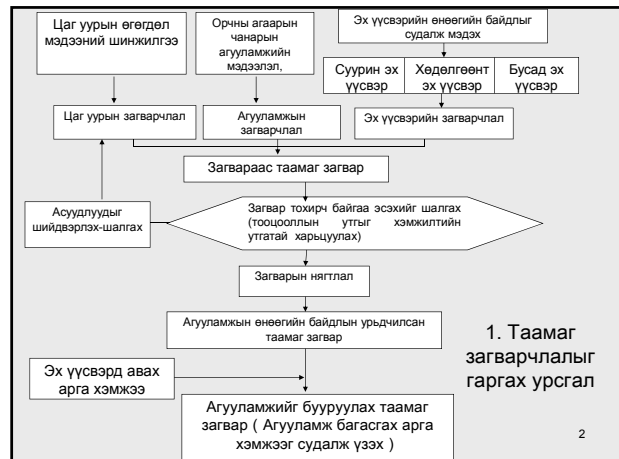 Цаг уурын өгөгдөл
мэдээний шинжилгээ
Орчны
агаарын
чанарын
агууламжийн
мэдээлэл,
Эх үүсвэрийн өнөөгийн байдлыг
судалж мэдэх
Суурин эх
үүсвэр
Хөдөлгөөнт
эх үүсвэр
Бусад эх
үүсвэр
Цаг уурын загварчлал
Агууламжын
загварчлал
Эх үүсвэрийн загварчлал
Загвараас таамаг загвар
Асуудлуудыг
шийдвэрлэх-шалгах
Загвар тохирч байгаа эсэхийг шалгах
(тооцооллын утгыг хэмжилтийн
утгатай харьцуулах)
Загварын нягтлал
Агууламжын өнөөгийн байдлын урьдчилсан
таамаг загвар
1. Таамаг
загварчлалыг
гаргах урсгал
Эх үүсвэрд авах
арга хэмжээ
Агууламжийг бууруулах таамаг
загвар ( Агууламж багасгах арга
хэмжээг судалж үзэх )
2